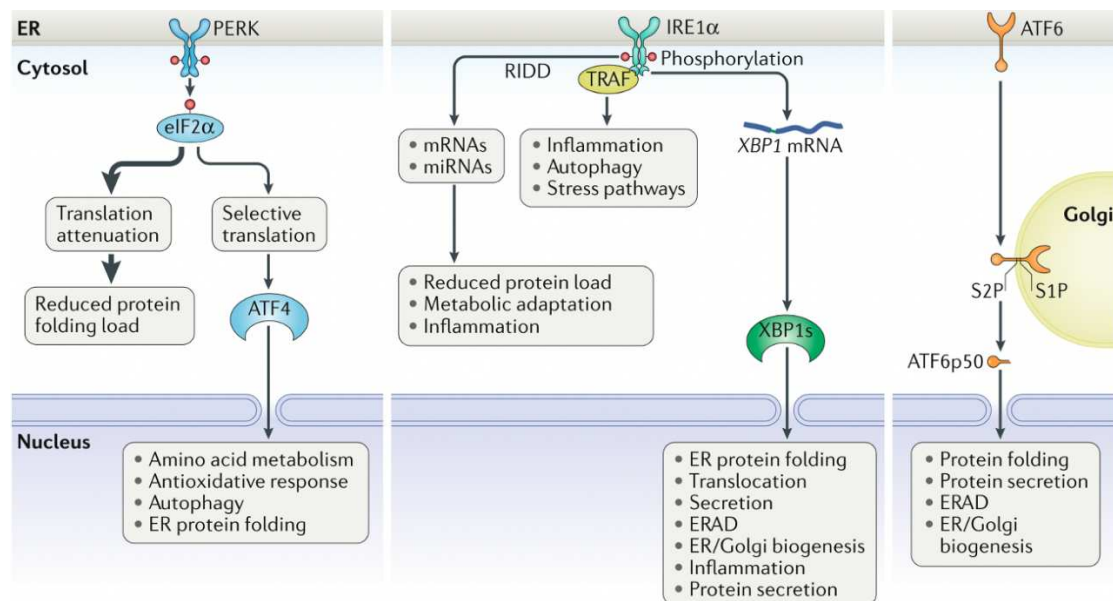 ER
PERK
Cytosol
eIF2α
Translation
attenuation
Selective
translation
Reduced protein
folding load
ATF4
Nucleus
• Amino acid metabolism
• Antioxidative response
• Autophagy
• ER protein folding
IRE1α
Phosphorylation
RIDD
TRAF
• mRNAs
• miRNAs
• Inflammation
• Autophagy
• Stress pathways
XBP1 mRNA
• Reduced protein load
• Metabolic adaptation
• Inflammation
XBP1s
• ER protein folding
• Translocation
• Secretion
• ERAD
• ER/Golgi biogenesis
• Inflammation
• Protein secretion
ATF6
Golgi
S2P
S1P
ATF6p50
• Protein folding
• Protein secretion
• ERAD
• ER/Golgi
biogenesis